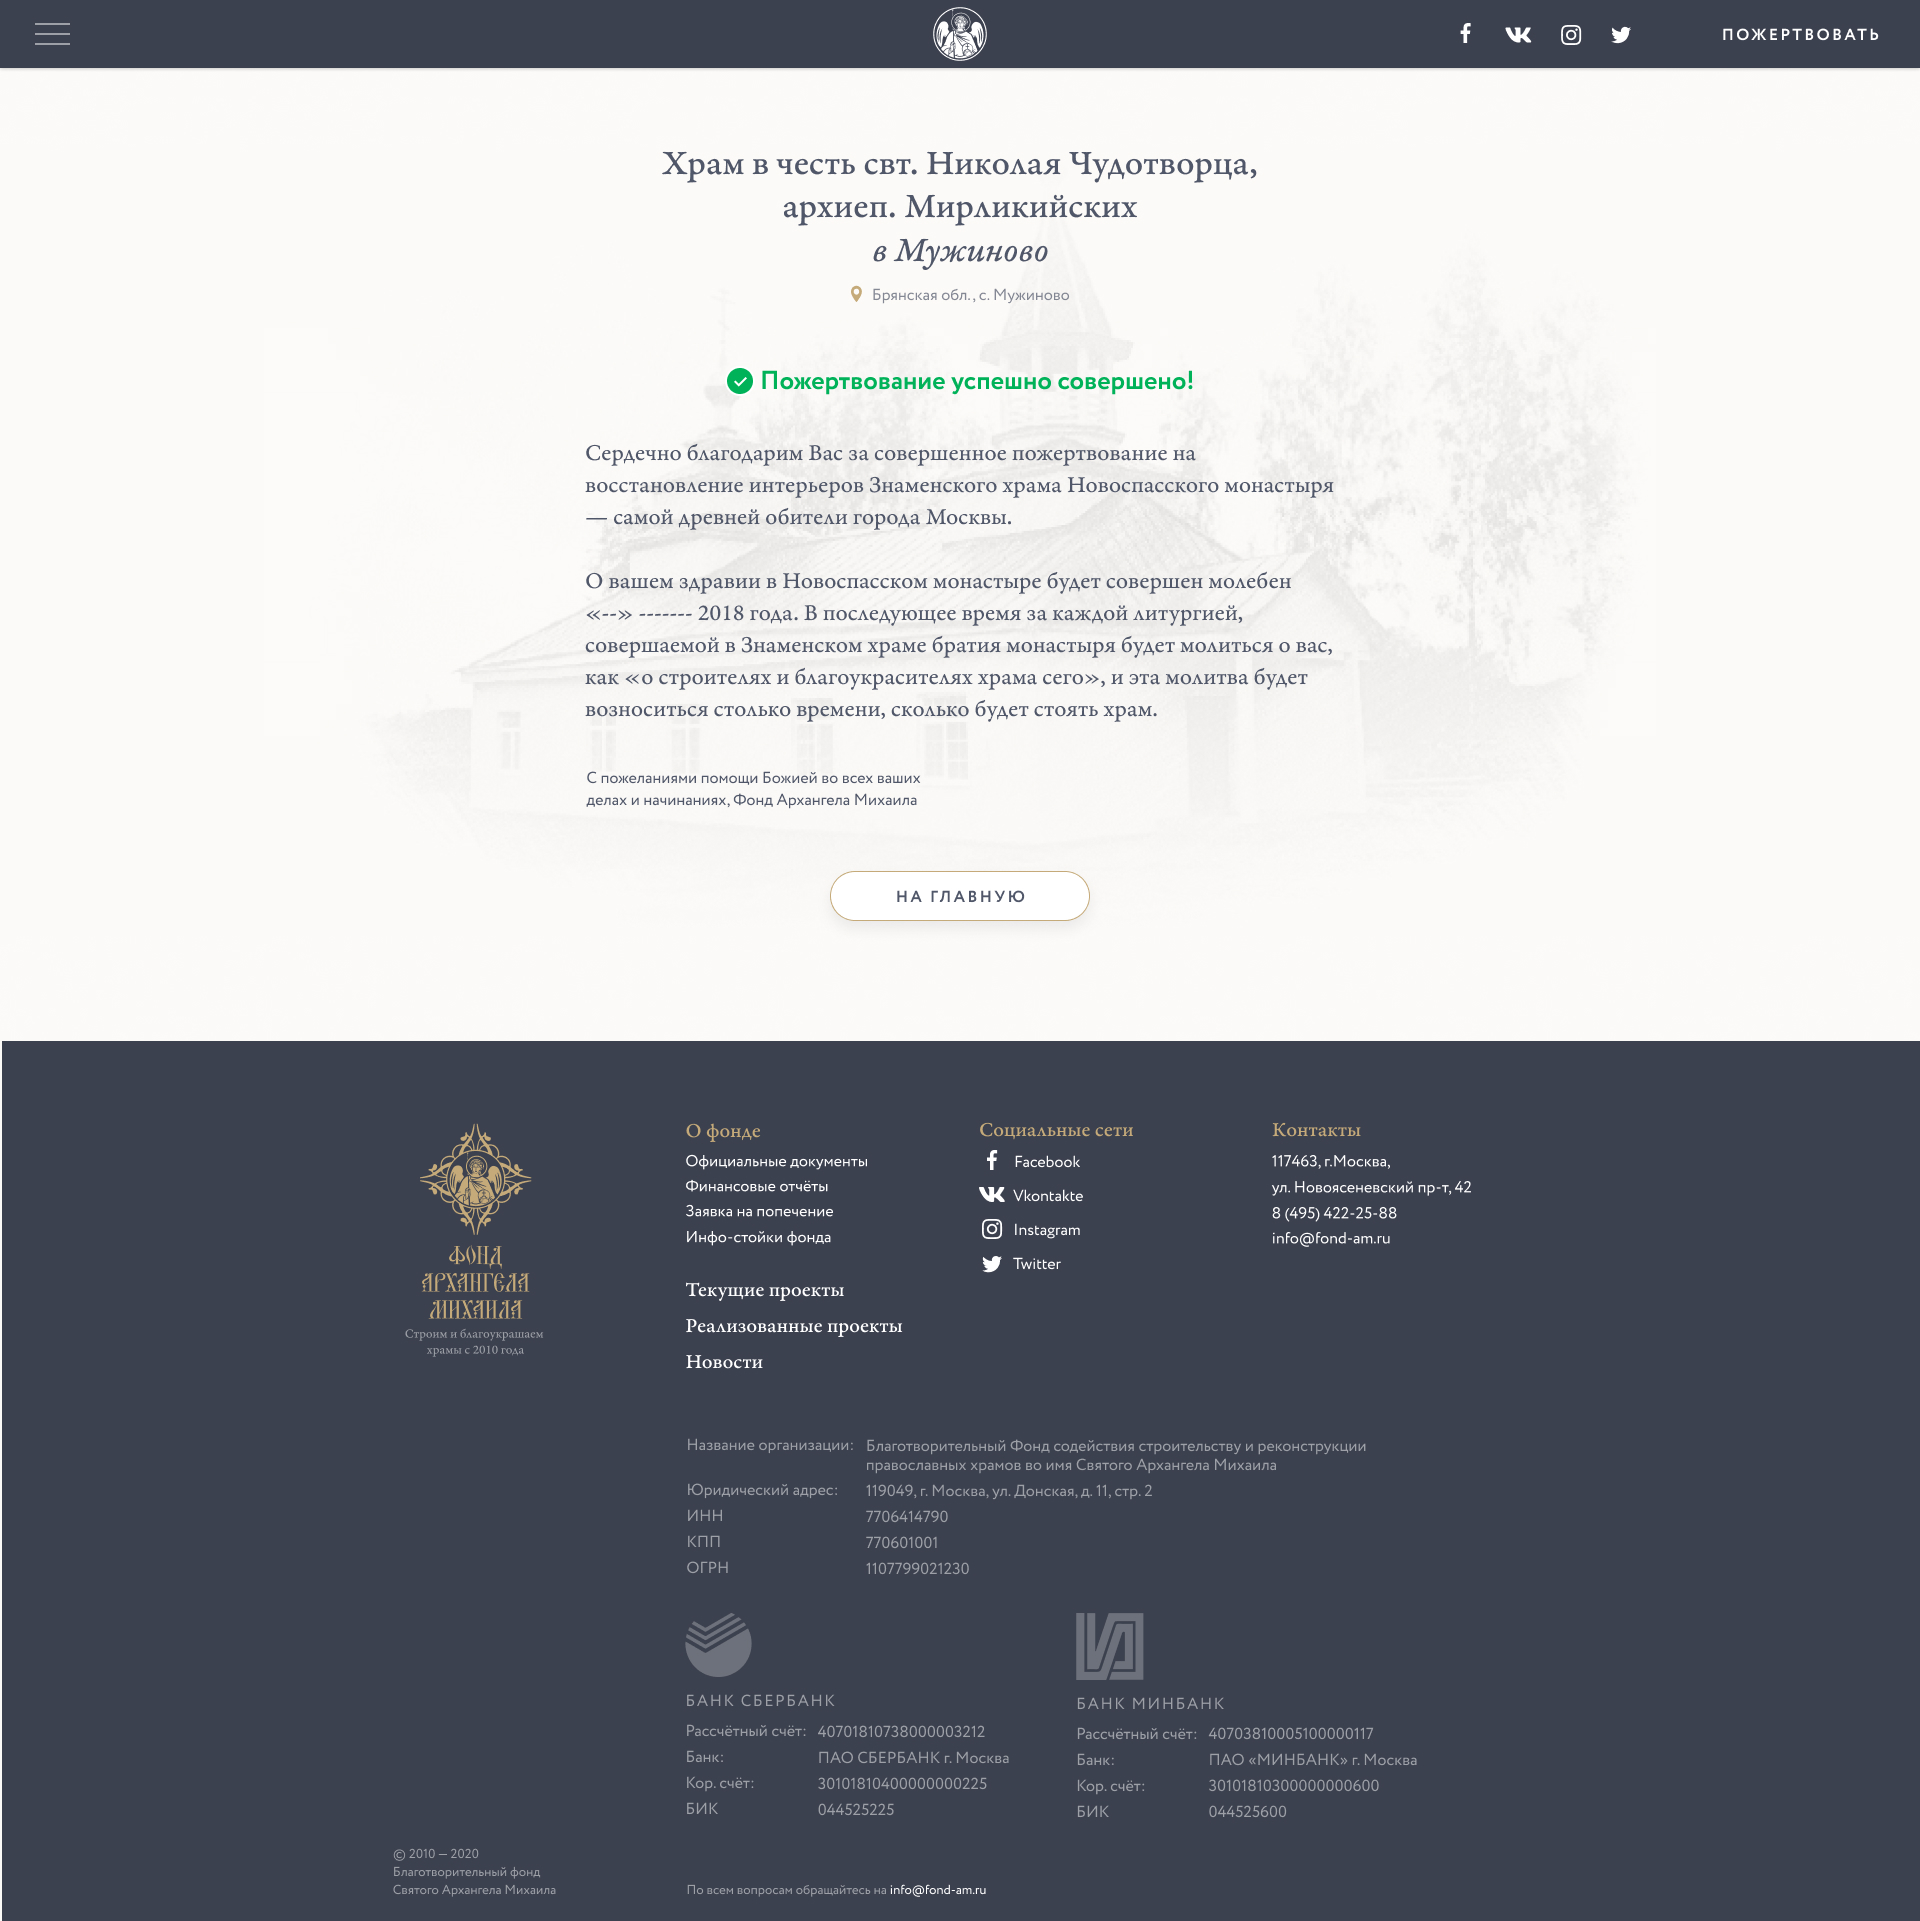 ПОЖЕРТВОВАТЬ
Храм в честь свт. Николая Чудотворца,
архиеп. Мирликийских
в Мужиново
Брянская обл., с. Мужиново
Пожертвование успешно совершено!
Сердечно благодарим Вас за совершенное пожертвование на
восстановление интерьеров Знаменского храма Новоспасского монастыря
— самой древней обители города Москвы.
О вашем здравии в Новоспасском монастыре будет совершен молебен
«--» ------- 2018 года. В последующее время за каждой литургией,
совершаемой в Знаменском храме братия монастыря будет молиться о вас,
как «о строителях и благоукрасителях храма сего», и эта молитва будет
возноситься столько времени, сколько будет стоять храм.
С пожеланиями помощи Божией во всех ваших
делах и начинаниях, Фонд Архангела Михаила
НА ГЛАВНУЮ
ФОНД
АРХАНГЕЛА
МИХАИЛА
Строим и благоукрашаем
храмы с 2010 года
О фонде
Официальные документы
Финансовые отчёты
Заявка на попечение
Инфо-стойки фонда
Текущие проекты
Реализованные проекты
Новости
Социальные сети
Facebook
Vkontakte
Instagram
Twitter
Контакты
117463, г.Москва,
ул. Новоясеневский пр-т, 42
8 (495) 422-25-88
info@fond-am.ru
Название организации: Благотворительный Фонд содействия строительству и реконструкции
православных храмов во имя Святого Архангела Михаила
Юридический адрес: 119049, г. Москва, ул. Донская, д. 11, стр. 2
ИНН 7706414790
КПП 770601001
ОГРН 1107799021230
БАНК СБЕРБАНК
Рассчётный счёт: 40701810738000003212
Банк: ПАО СБЕРБАНК г. Москва
Кор. счёт: 30101810400000000225
БИК 044525225
БАНК МИНБАНК
Рассчётный счёт: 40703810005100000117
Банк: ПАО «МИНБАНК» г. Москва
Кор. счёт: 30101810300000000600
БИК 044525600
© 2010 — 2020
Благотворительный фонд
Святого Архангела Михаила
По всем вопросам обращайтесь на info@fond-am.ru